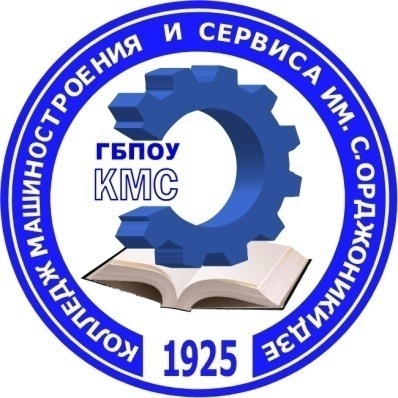 КОЛЛЕДЖ МАШИНОСТРОЕНИЯ И СЕРВИСА ИМ. С.ОРДЖОНИКИДЗЕ
ГБПОУ
КМС
1925